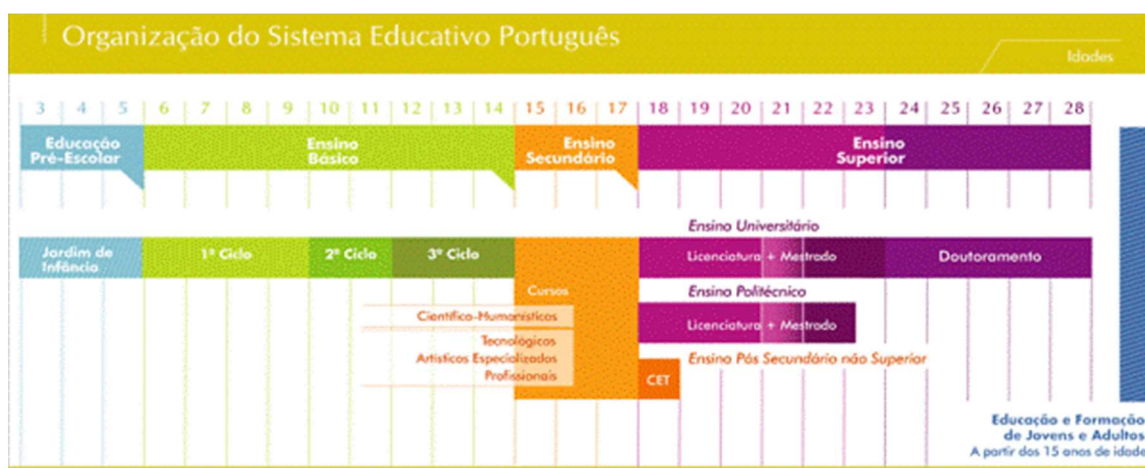 Organização do Sistema Educativo Português
Idades
3 4 5 6 7 8 9 10 11 12 13 14 15 16 17 18 19 20 21 22 23 24 25 26 27 28
Educação
Pré-Escolar
Ensino
Básico
Ensino
Secundário
Ensino
Superior
Ensino Universitário
Jardim de
Infância
1º Ciclo
2º Ciclo
3º Ciclo
Licenciatura + Mestrado
Doutoramento
Cursos
Ensino Politécnico
Científico-Humanísticos
Licenciatura + Mestrado
Tecnológicos
Artísticos Especializados
Profissionais
Ensino Pós Secundário não Superior
CET
Educação e Formação
de Jovens e Adultos
A partir dos 15 anos de idade